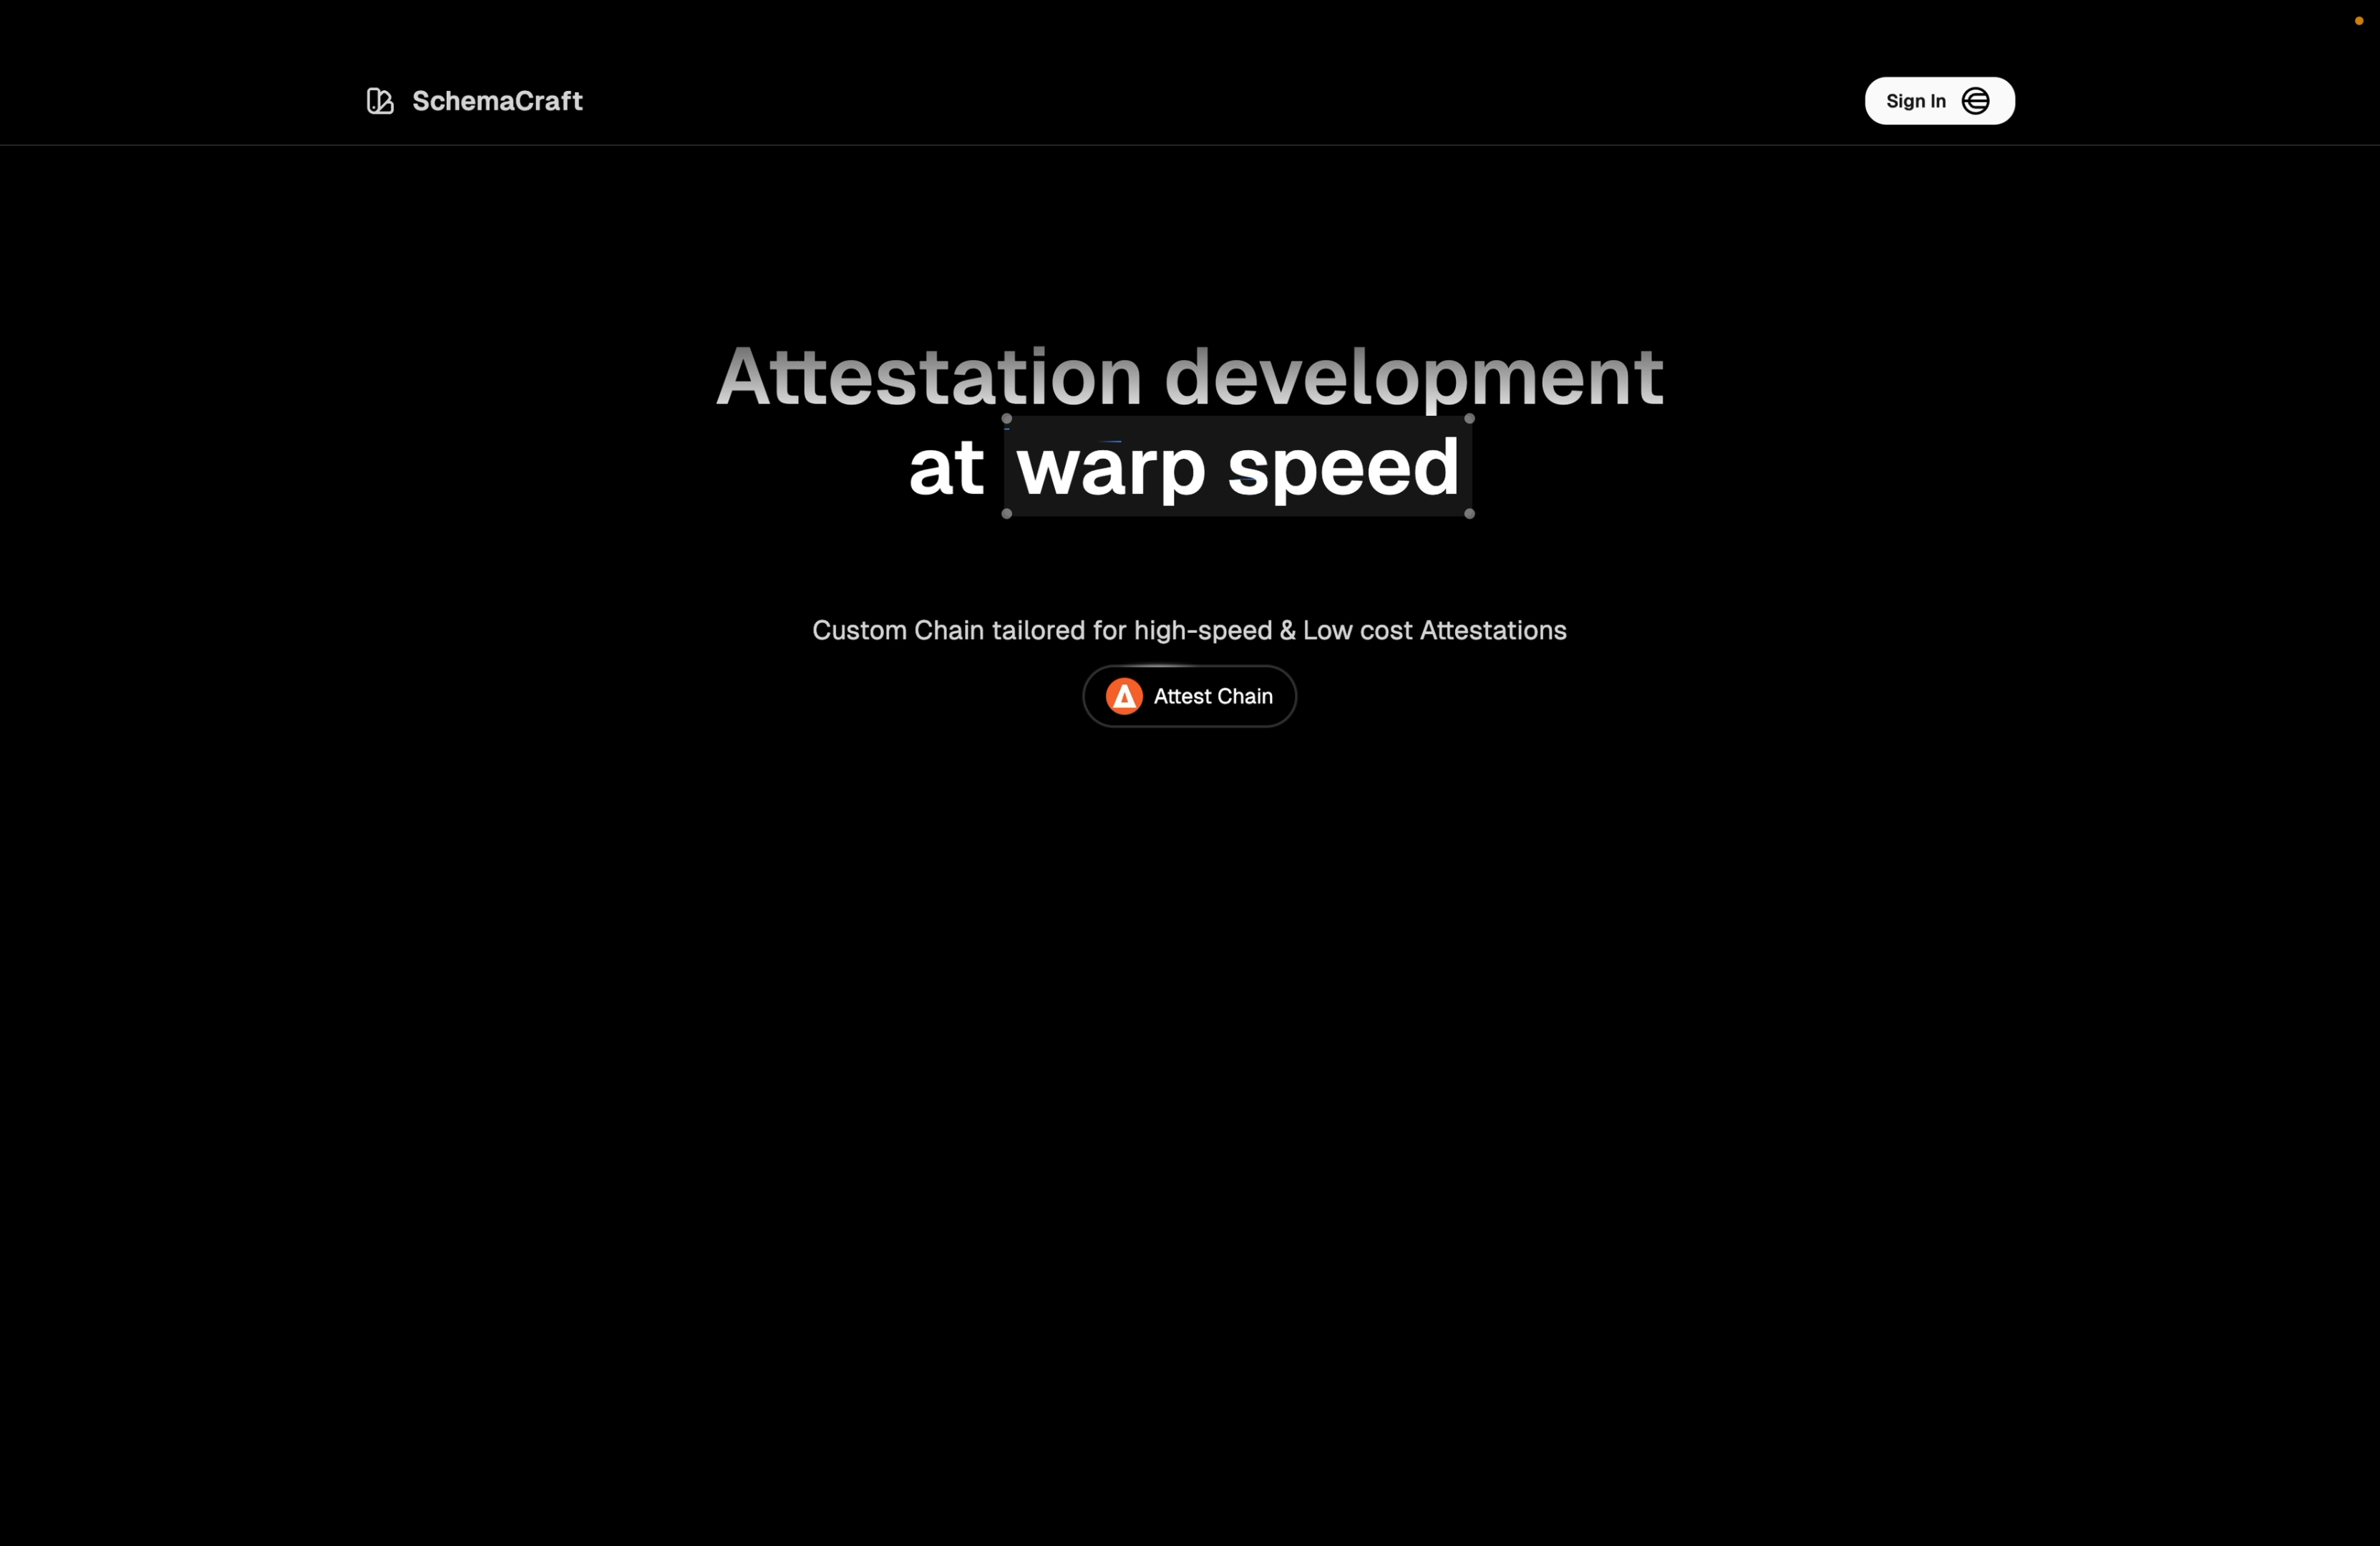 SchemaCraft
Sign In
Attestation development
at warp speed
Custom Chain tailored for high-speed & Low cost Attestations
Attest Chain